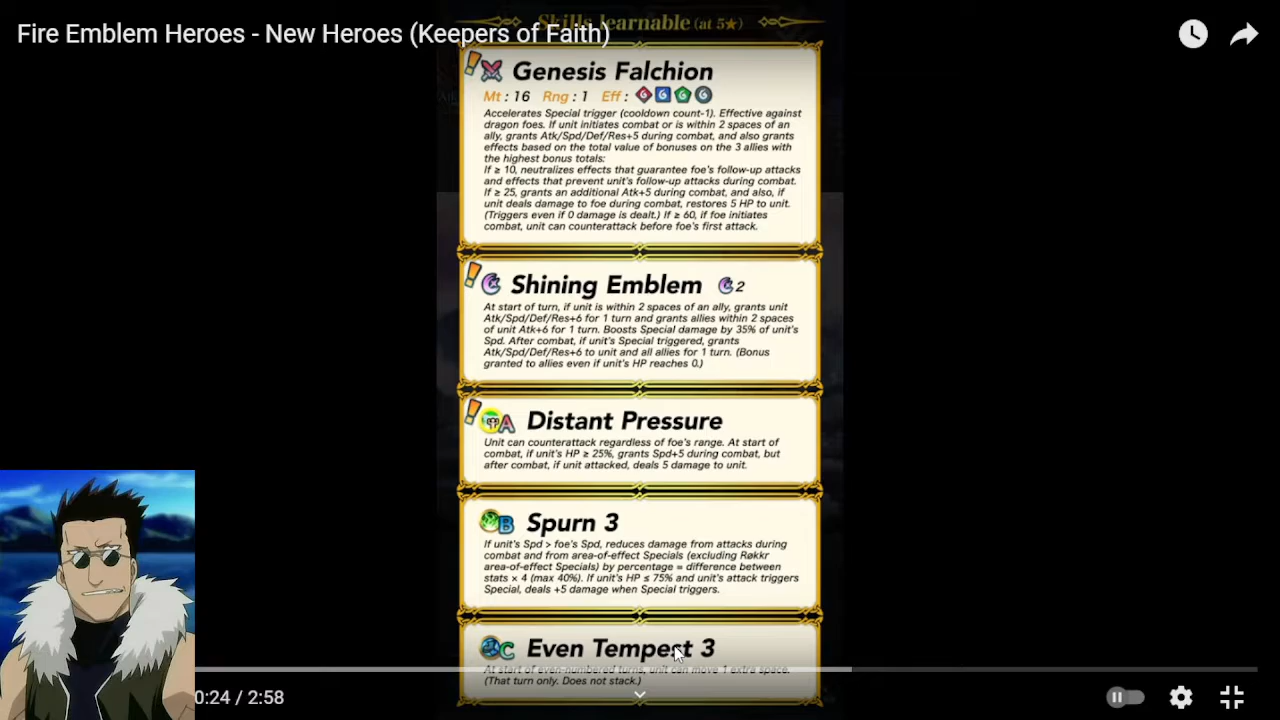 Skills learnable (at 5★)
Fire Emblem Heroes - New Heroes (Keepers of Faith)
Genesis Falchion
Mt : 16 Rng : 1 Eff :
Accelerates Special trigger (cooldown count-1). Effective against
dragon foes. If unit initiates combat or is within 2 spaces of an
ally, grants Atk/Spd/Def/Res+5 during combat, and also grants
effects based on the total value of bonuses on the 3 allies with
the highest bonus totals:
If ≥ 10, neutralizes effects that guarantee foe's follow-up attacks
and effects that prevent unit's follow-up attacks during combat.
If ≥ 25, grants an additional Atk+5 during combat, and also, if
unit deals damage to foe during combat, restores 5 HP to unit.
(Triggers even if 0 damage is dealt.) If ≥ 60, if foe initiates
combat, unit can counterattack before foe's first attack.
Shining Emblem 2
At start of turn, if unit is within 2 spaces of an ally, grants unit
Atk/Spd/Def/Res+6 for 1 turn and grants allies within 2 spaces
of unit Atk+6 for 1 turn. Boosts Special damage by 35% of unit's
Spd. After combat, if unit's Special triggered, grants
Atk/Spd/Def/Res+6 to unit and all allies for 1 turn. (Bonus
granted to allies even if unit's HP reaches 0.)
A Distant Pressure
Unit can counterattack regardless of foe's range. At start of
combat, if unit's HP ≥ 25%, grants Spd+5 during combat, but
after combat, if unit attacked, deals 5 damage to unit.
B Spurn 3
If unit's Spd > foe's Spd, reduces damage from attacks during
combat and from area-of-effect Specials (excluding Røkkr
area-of-effect Specials) by percentage = difference between
stats × 4 (max 40%). If unit's HP ≤ 75% and unit's attack triggers
Special, deals +5 damage when Special triggers.
C Even Tempest 3
At start of even-numbered turns, unit can move 1 extra space.
(That turn only. Does not stack.)
0:24 / 2:58